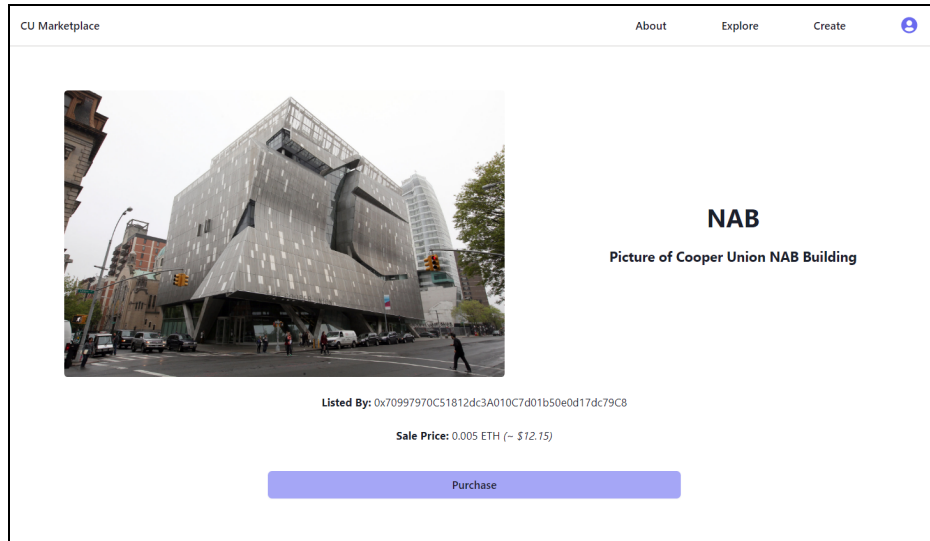 CU Marketplace
About
Explore
Create
NAB
Picture of Cooper Union NAB Building
Listed By: 0x70997970C51812dc3A010C7d01b50e0d17dc79C8
Sale Price: 0.005 ETH (~ $12.15)
Purchase